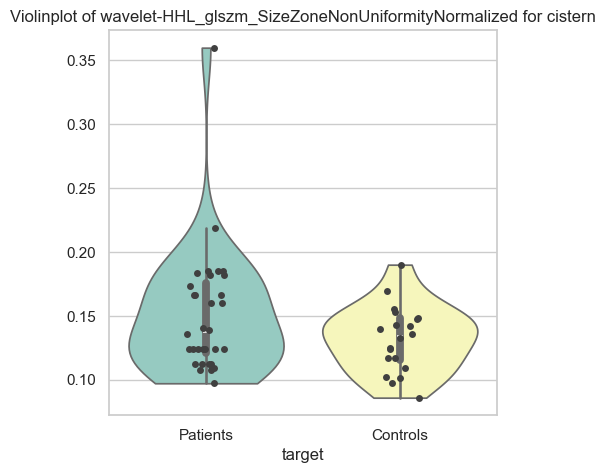 Violinplot of wavelet-HHL_glszm_SizeZoneNonUniformityNormalized for cistern
0.35
0.30
0.25
0.20
0.15
0.10
Patients
Controls
target